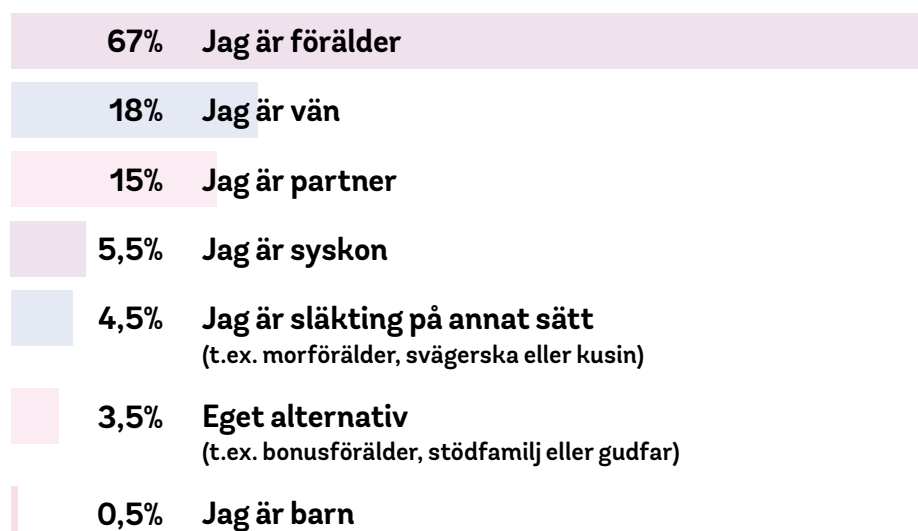 67% Jag är förälder
18% Jag är vän
15% Jag är partner
5,5% Jag är syskon
4,5% Jag är släkting på annat sätt
(t.ex. morförälder, svägerska eller kusin)
3,5% Eget alternativ
(t.ex. bonusförälder, stödfamilj eller gudfar)
0,5% Jag är barn